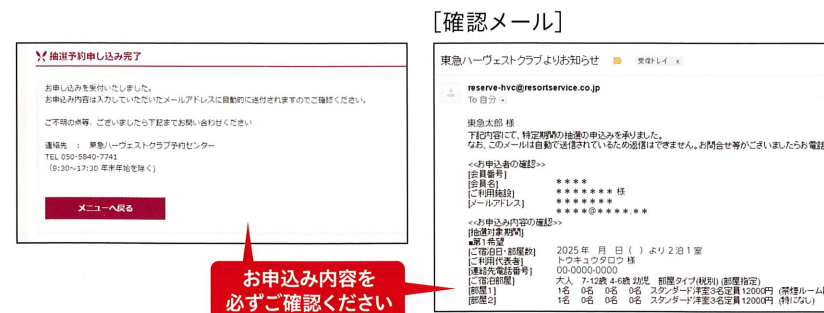 [確認メール]
抽選予約申し込み完了
お申し込みを受付いたしました。
お申込み内容は入力していただいたメールアドレスに自動的に送付されますのでご確認ください。
ご不明の点等、ございましたら下記までお問い合わせください
連絡先 : 東急ハーヴェストクラブ予約センター
TEL 050-5840-7741
(9:30~17:30 年末年始を除く)
メニューへ戻る
お申込み内容を
必ずご確認ください
東急ハーヴェストクラブよりお知らせ 受信トレイ x
reserve-hvc@resortservice.co.jp
To 自分
東急太郎 様
下記内容にて、特定期間の抽選の申込みを承りました。
なお、このメールは自動で送信されているため返信はできません。お問合せ等がございましたらお電話
<<お申込者の確認>>
[会員番号] ****
[会員名] ******* 様
[ご利用施設] *******
[メールアドレス] ****@****.**
<<お申込み内容の確認>>
[抽選対象期間]
■第1希望
[ご宿泊日・部屋数] 2025年 月 日( )より2泊1室
[ご利用代表者] トウキュウタロウ 様
[連絡先電話番号] 00-0000-0000
[ご宿泊部屋] 大人 7-12歳 4-6歳 幼児 部屋タイプ(税別) (部屋指定)
[部屋1] 1名 0名 0名 0名 スタンダード洋室3名定員12000円 (禁煙ルーム
[部屋2] 1名 0名 0名 0名 スタンダード洋室3名定員12000円 (特になし)